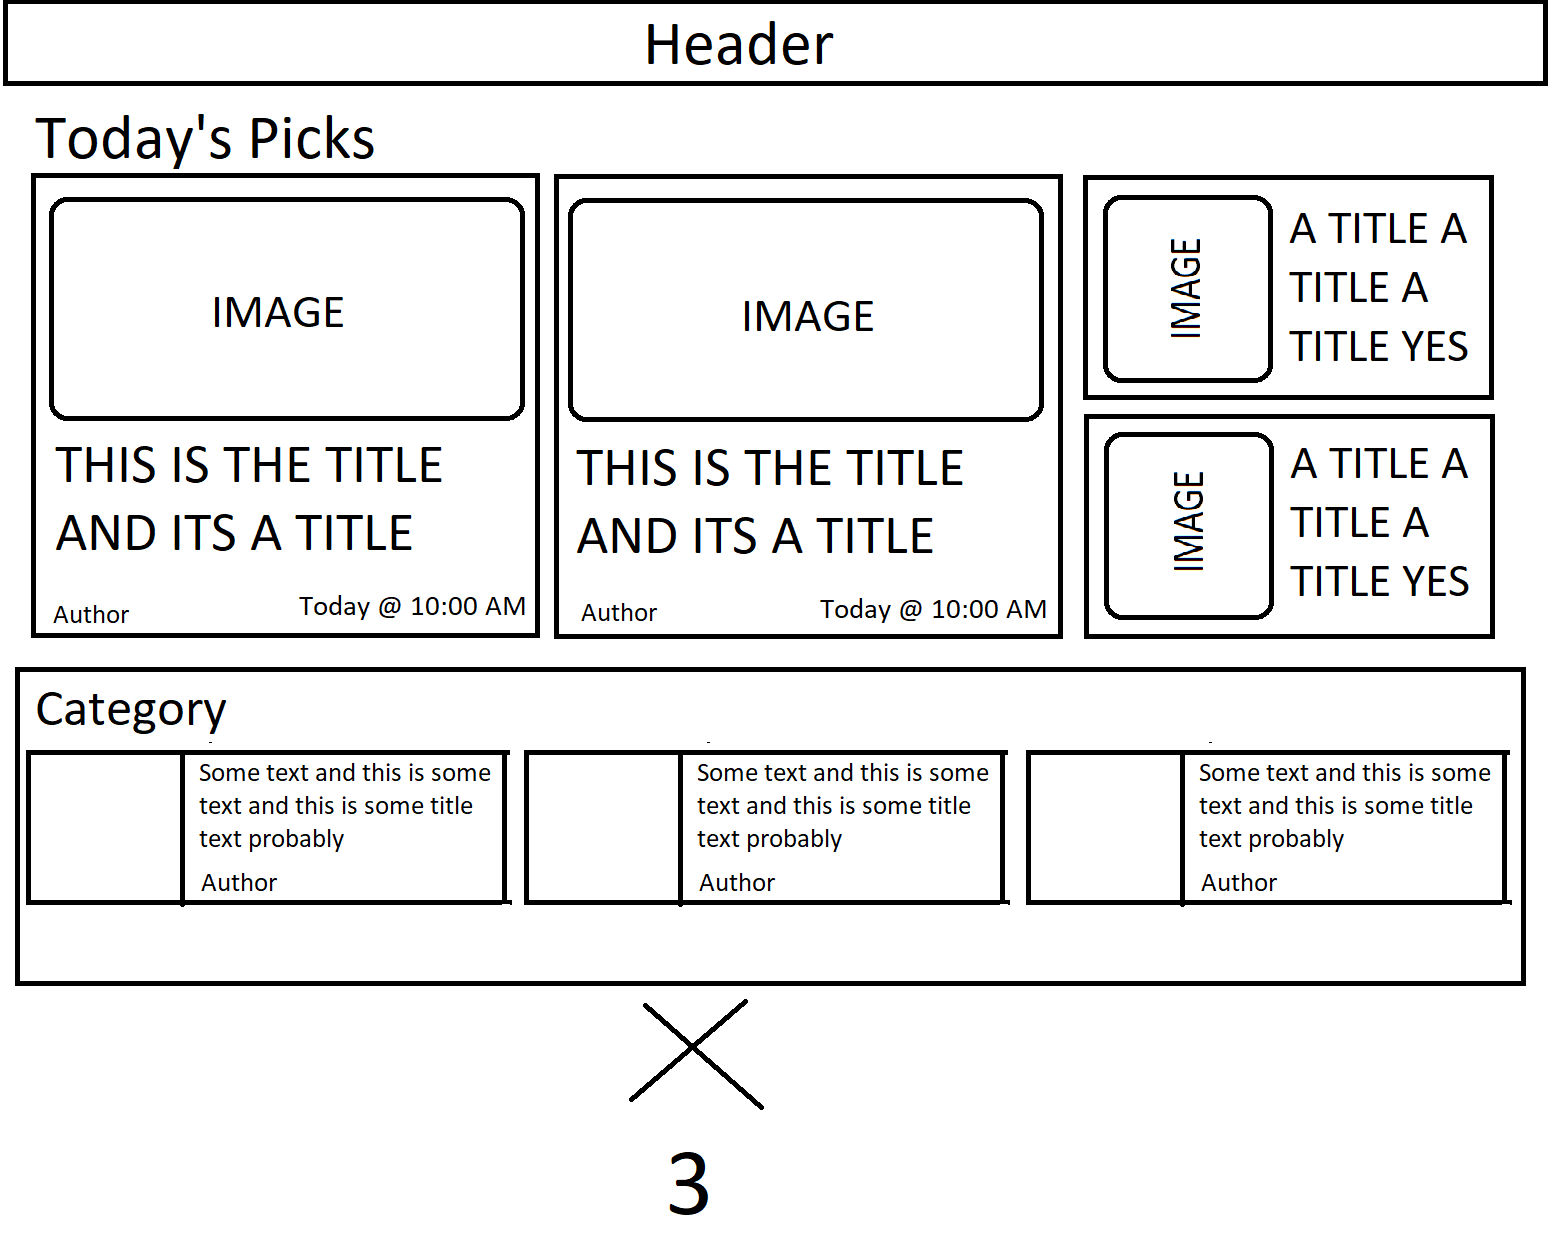 Header
Today's Picks
IMAGE
THIS IS THE TITLE
AND ITS A TITLE
Author
Today @ 10:00 AM
IMAGE
THIS IS THE TITLE
AND ITS A TITLE
Author
Today @ 10:00 AM
IMAGE
A TITLE A
TITLE A
TITLE YES
IMAGE
A TITLE A
TITLE A
TITLE YES
Category
Some text and this is some
text and this is some title
text probably
Author
Some text and this is some
text and this is some title
text probably
Author
Some text and this is some
text and this is some title
text probably
Author
3